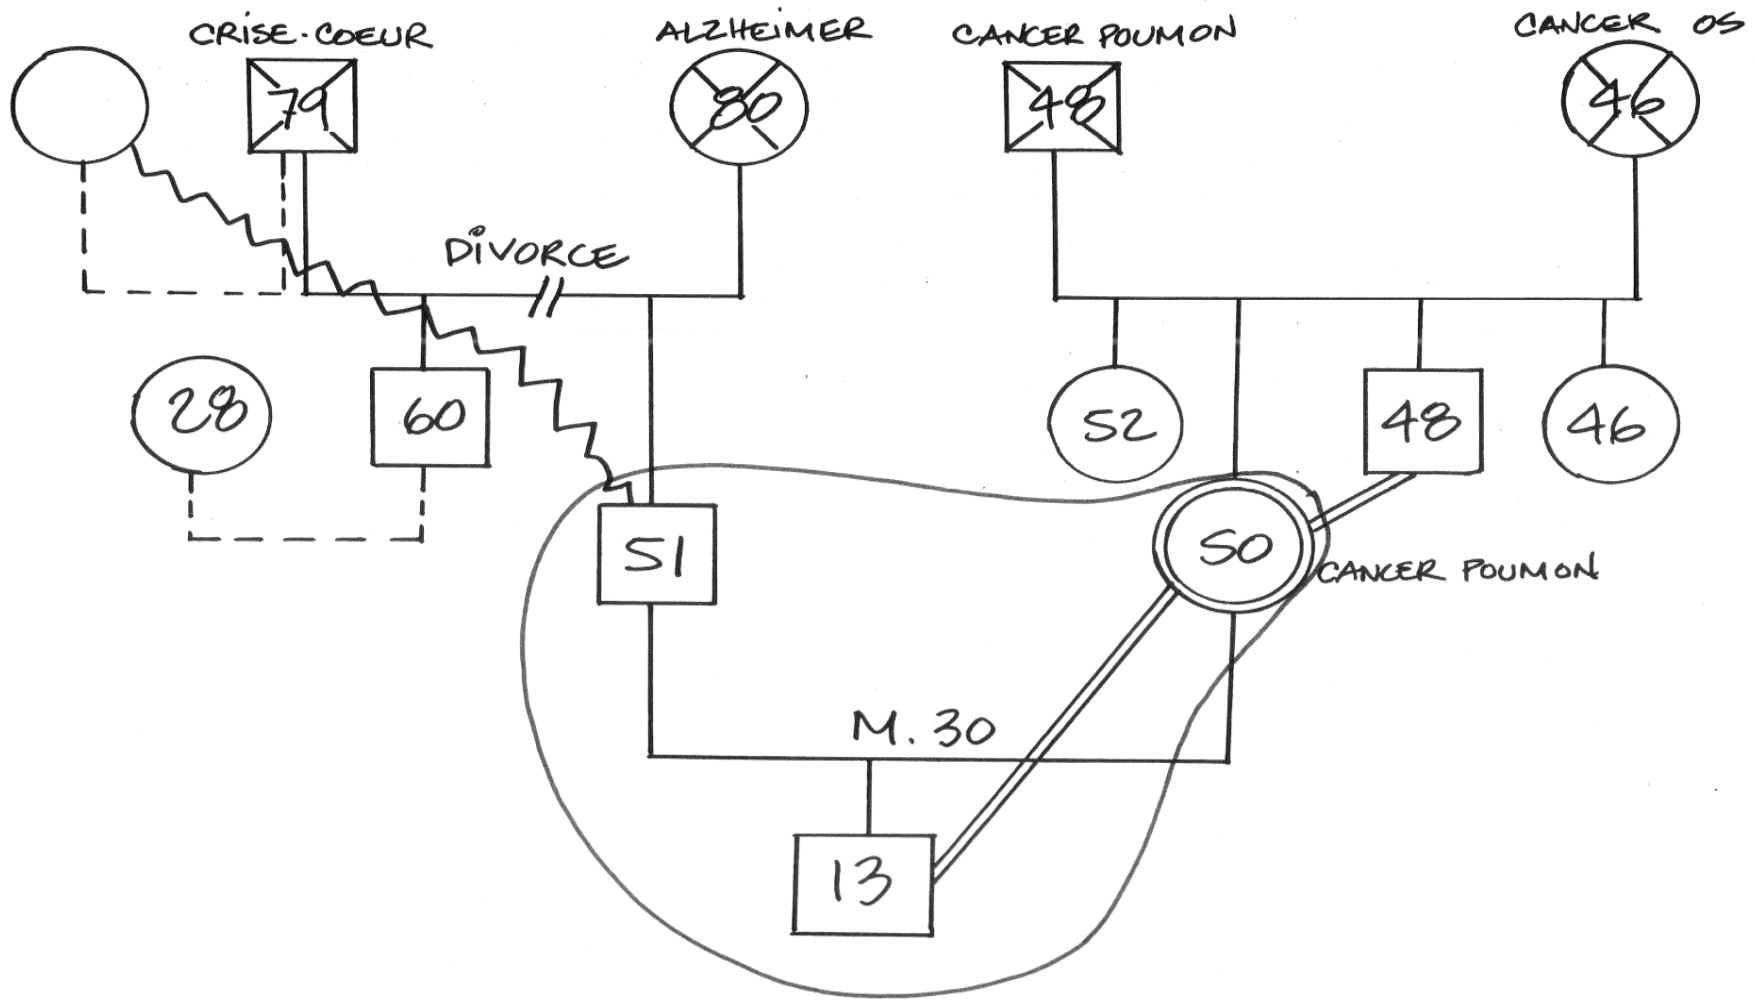 CRISE-COEUR
ALZHEIMER
CANCER POUMON
CANCER OS
79
80
48
46
DIVORCE
28
60
52
48
46
51
50
CANCER POUMON
M. 30
13